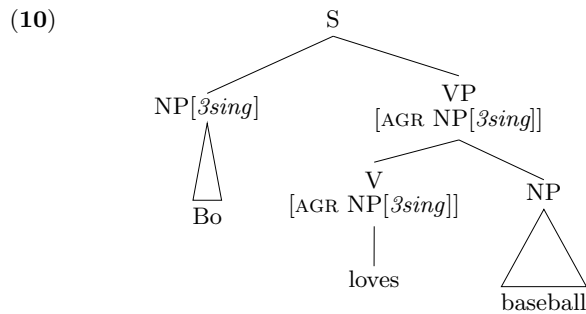 (10)
S
NP[3sing]
VP
[AGR NP[3sing]]
Bo
V
[AGR NP[3sing]]
NP
loves
baseball